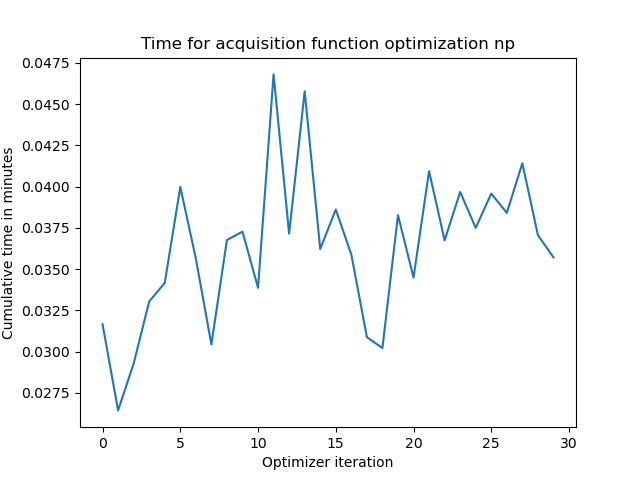 Time for acquisition function optimization np
0.0475
0.0450
0.0425
0.0400
0.0375
0.0350
0.0325
0.0300
0.0275
Cumulative time in minutes
0 5 10 15 20 25 30
Optimizer iteration